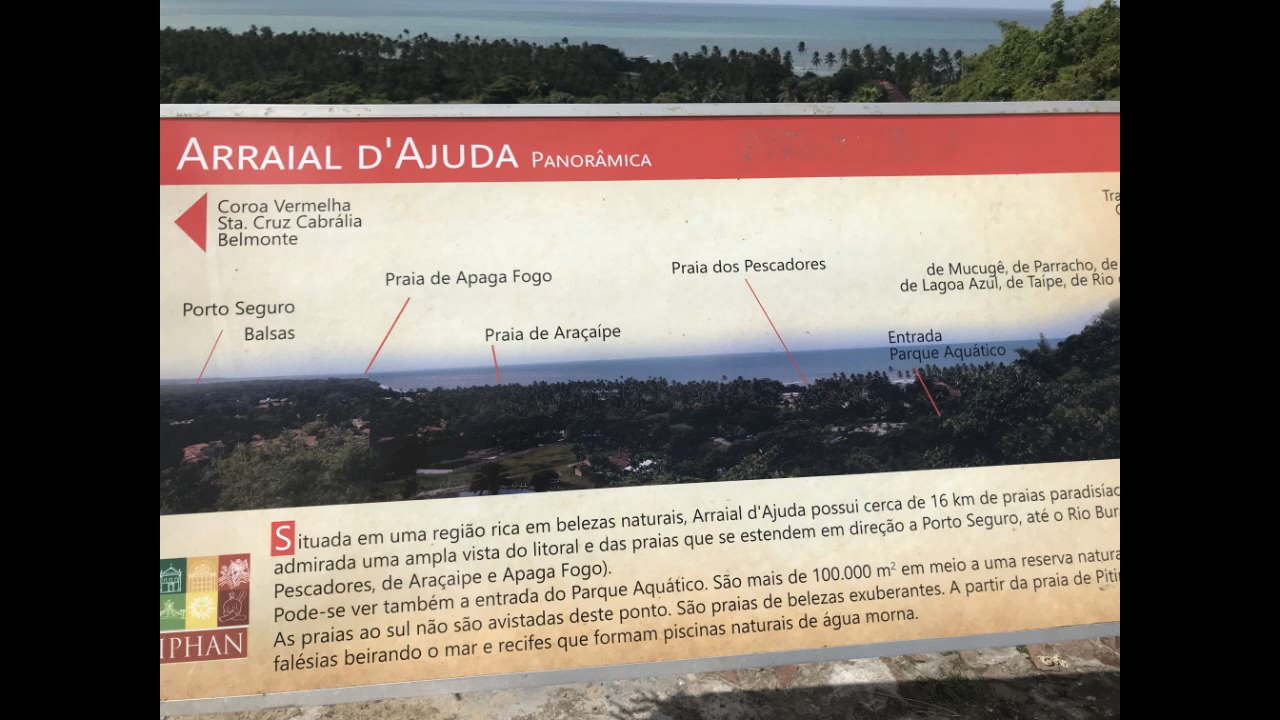 ARRAIAL D'AJUDA PANORÂMICA
Coroa Vermelha
Sta. Cruz Cabrália
Belmonte
Praia de Apaga Fogo
Praia dos Pescadores
de Mucugê, de Parracho, de
de Lagoa Azul, de Taípe, de Rio
Porto Seguro
Balsas
Praia de Araçaípe
Entrada
Parque Aquático
Situada em uma região rica em belezas naturais, Arraial d'Ajuda possui cerca de 16 km de praias
admirada uma ampla vista do litoral e das praias que se estendem em direção a Porto Seguro, até o Rio
Pescadores, de Araçaipe e Apaga Fogo).
Pode-se ver também a entrada do Parque Aquático. São mais de 100.000 m² em meio a uma reserva
As praias ao sul não são avistadas deste ponto. São praias de belezas exuberantes. A partir da praia de
falésias beirando o mar e recifes que formam piscinas naturais de água morna.
IPHAN